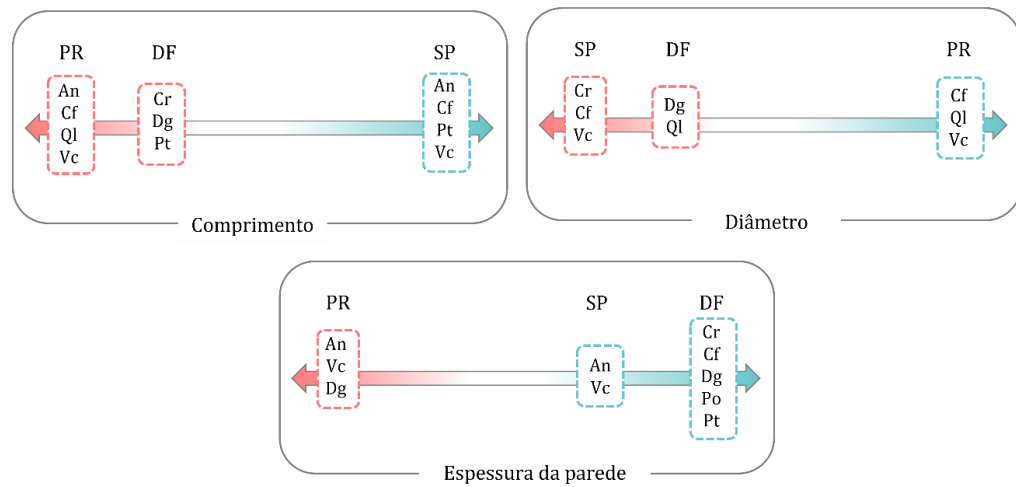 PR DF SP
An
Cf
Ql
Vc
Cr
Dg
Pt
An
Cf
Pt
Vc
Comprimento
SP DF PR
Cr
Cf
Vc
Dg
Ql
Cf
Ql
Vc
Diâmetro
PR SP DF
An
Vc
Dg
An
Vc
Cr
Cf
Dg
Po
Pt
Espessura da parede